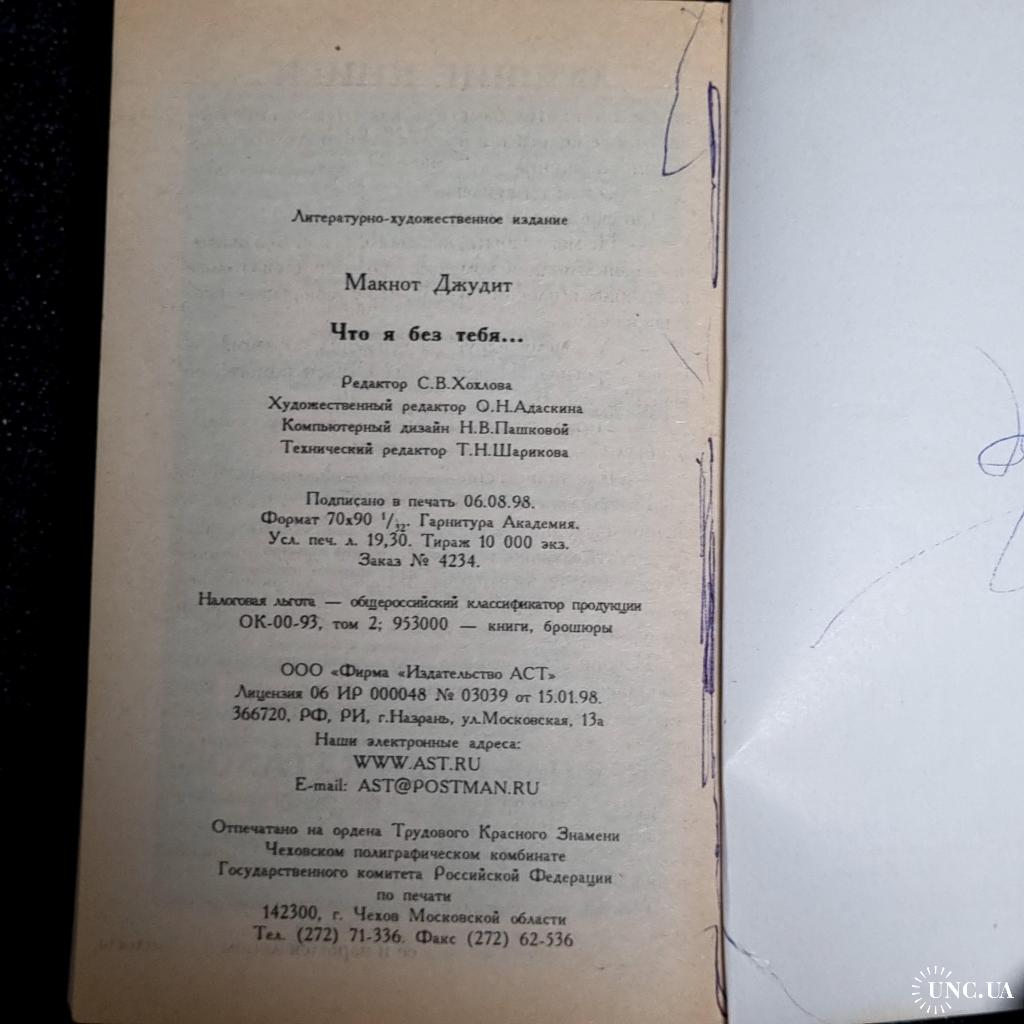 Литературно-художественное издание
Макнот Джудит
Что я без тебя...
Редактор С.В.Хохлова
Художественный редактор О.Н.Адаскина
Компьютерный дизайн Н.В.Пашковой
Технический редактор Т.Н.Шарикова
Подписано в печать 06.08.98.
Формат 70x90 1/32. Гарнитура Академия.
Усл. печ. л. 19,30. Тираж 10 000 экз.
Заказ № 4234.
Налоговая льгота — общероссийский классификатор продукции
ОК-00-93, том 2; 953000 — книги, брошюры
ООО «Фирма «Издательство АСТ»
Лицензия 06 ИР 000048 № 03039 от 15.01.98.
366720, РФ, РИ, г.Назрань, ул.Московская, 13а
Наши электронные адреса:
WWW.AST.RU
E-mail: AST@POSTMAN.RU
Отпечатано на ордена Трудового Красного Знамени
Чеховском полиграфическом комбинате
Государственного комитета Российской Федерации
по печати
142300, г. Чехов Московской области
Тел. (272) 71-336. Факс (272) 62-536
UNC.UA